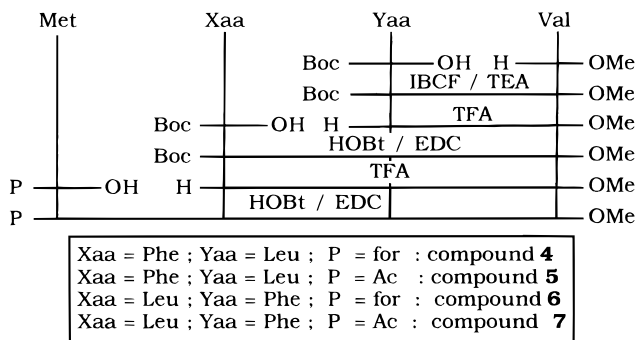 Met Xaa Yaa Val
Boc OH H OMe
IBCF / TEA
Boc OMe
TFA
Boc OH H OMe
HOBt / EDC
Boc OMe
TFA
P OH H OMe
HOBt / EDC
P OMe
Xaa = Phe ; Yaa = Leu ; P = for : compound 4
Xaa = Phe ; Yaa = Leu ; P = Ac : compound 5
Xaa = Leu ; Yaa = Phe ; P = for : compound 6
Xaa = Leu ; Yaa = Phe ; P = Ac : compound 7